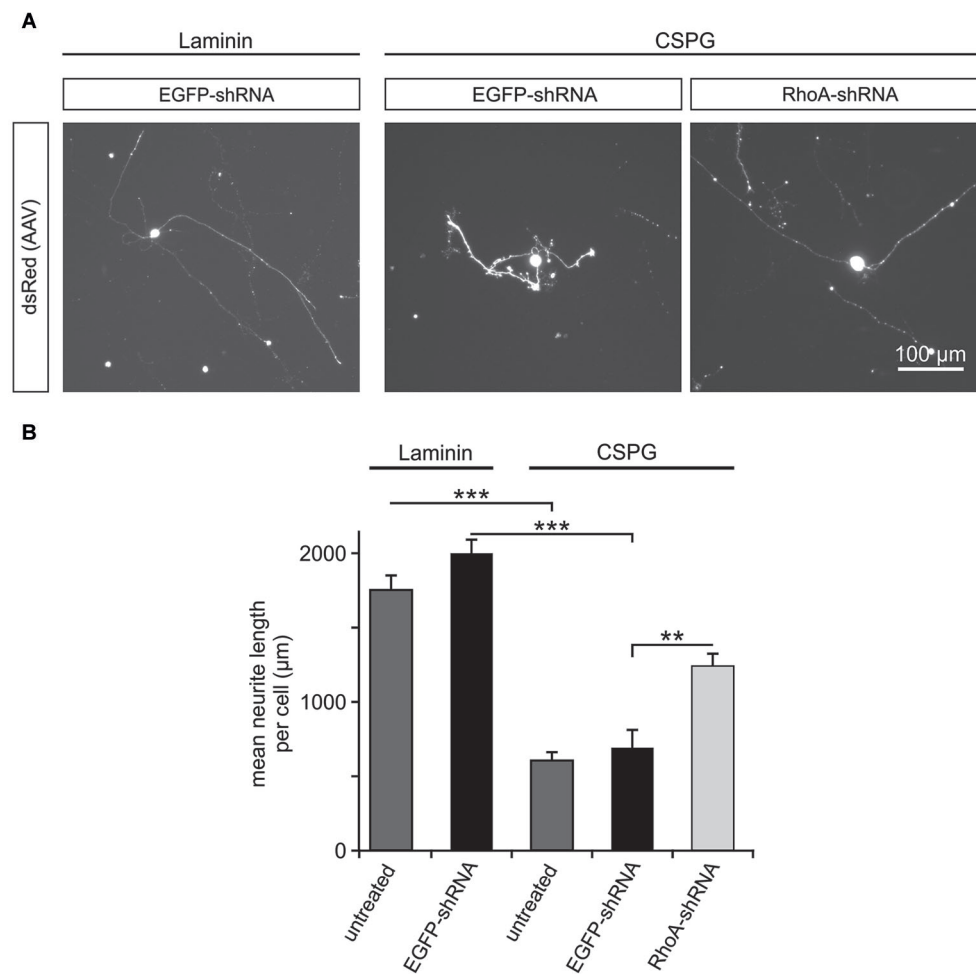 A
Laminin
CSPG
EGFP-shRNA
EGFP-shRNA
RhoA-shRNA
dsRed (AAV)
100 µm
B
Laminin
CSPG
***
***
**
mean neurite length
per cell (µm)
2000
1000
0
untreated
EGFP-shRNA
untreated
EGFP-shRNA
RhoA-shRNA